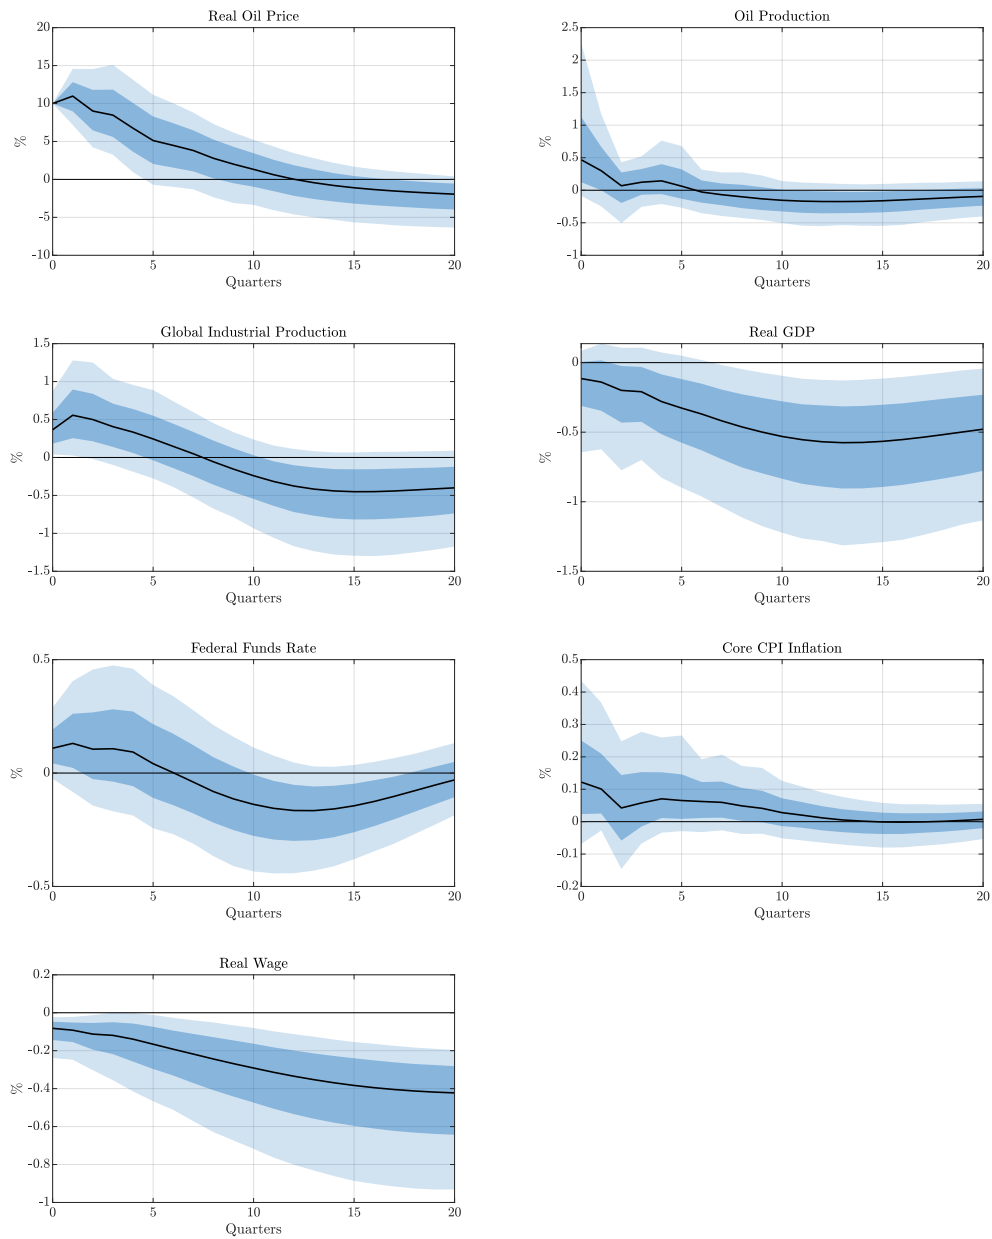 Real Oil Price
20
15
10
5
0
-5
-10
%
0 5 10 15 20
Quarters
Oil Production
2.5
2
1.5
1
0.5
0
-0.5
-1
%
0 5 10 15 20
Quarters
Global Industrial Production
1.5
1
0.5
0
-0.5
-1
-1.5
%
0 5 10 15 20
Quarters
Real GDP
0
-0.5
-1
-1.5
%
0 5 10 15 20
Quarters
Federal Funds Rate
0.5
0
-0.5
%
0 5 10 15 20
Quarters
Core CPI Inflation
0.5
0.4
0.3
0.2
0.1
0
-0.1
-0.2
%
0 5 10 15 20
Quarters
Real Wage
0.2
0
-0.2
-0.4
-0.6
-0.8
-1
%
0 5 10 15 20
Quarters